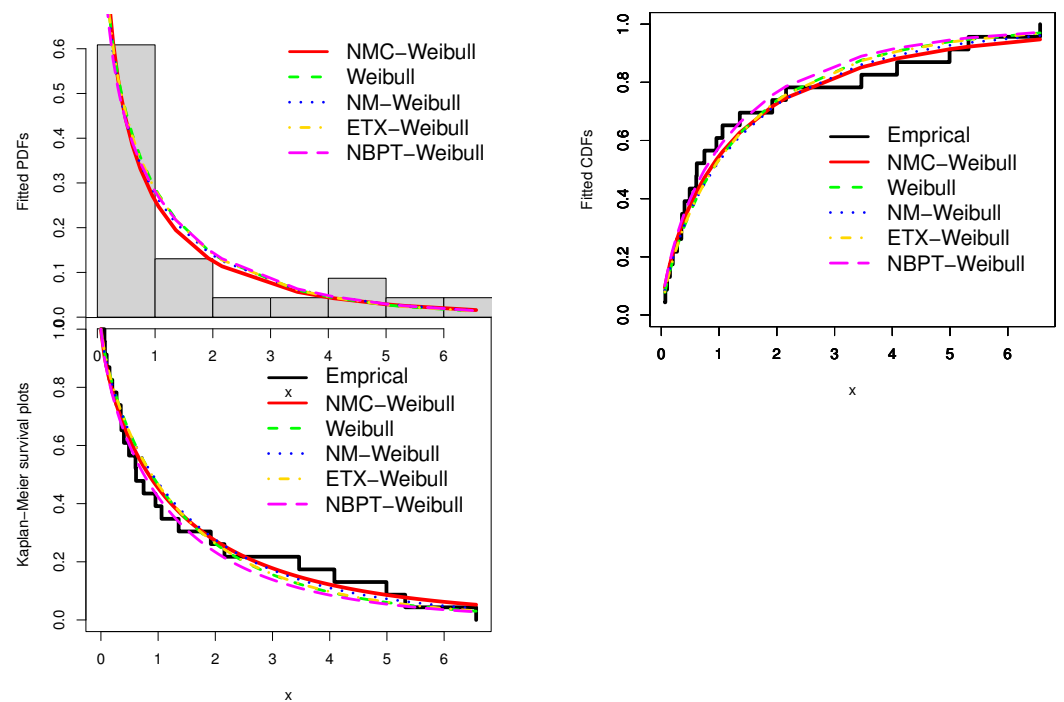 Fitted PDFs
0.0
0.1
0.2
0.3
0.4
0.5
0.6
NMC−Weibull
Weibull
NM−Weibull
ETX−Weibull
NBPT−Weibull
0 1 2 3 4 5 6
x
Fitted CDFs
0.0
0.2
0.4
0.6
0.8
1.0
Emprical
NMC−Weibull
Weibull
NM−Weibull
ETX−Weibull
NBPT−Weibull
0 1 2 3 4 5 6
x
Kaplan−Meier survival plots
0.0
0.2
0.4
0.6
0.8
1.0
Emprical
NMC−Weibull
Weibull
NM−Weibull
ETX−Weibull
NBPT−Weibull
0 1 2 3 4 5 6
x